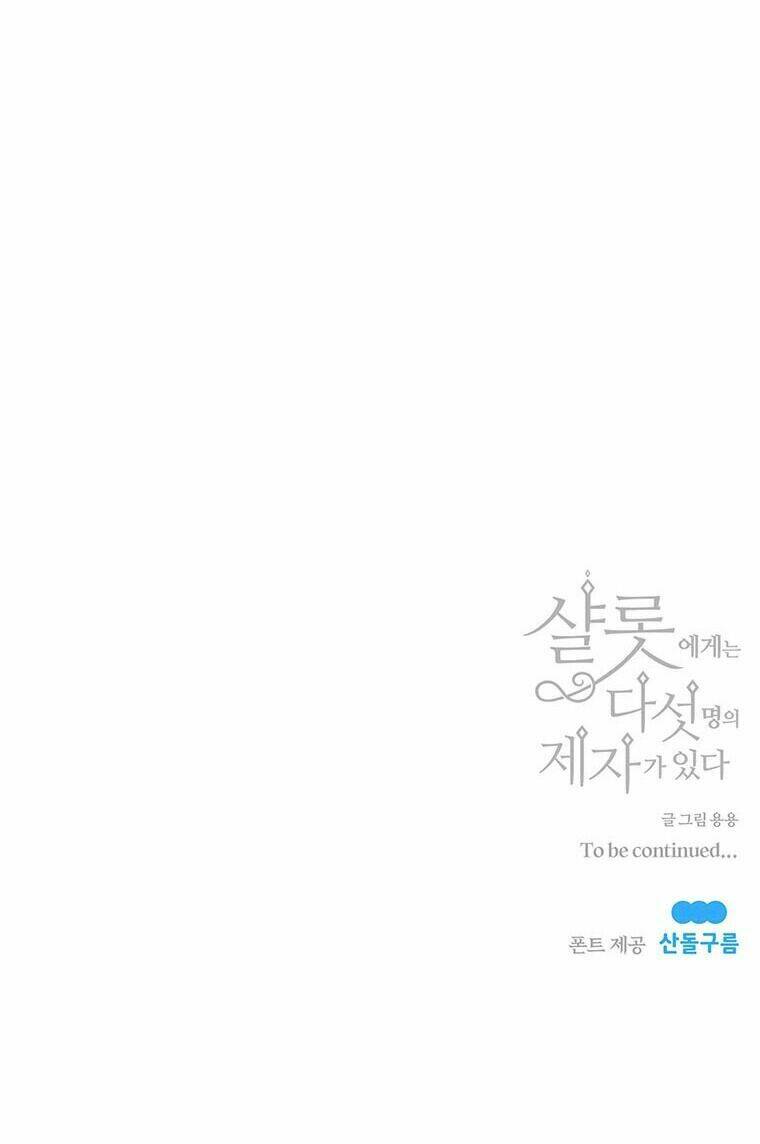 샬롯에게는
다섯명의
제자가 있다
글 그림 용용
To be continued...
폰트 제공 산돌구름